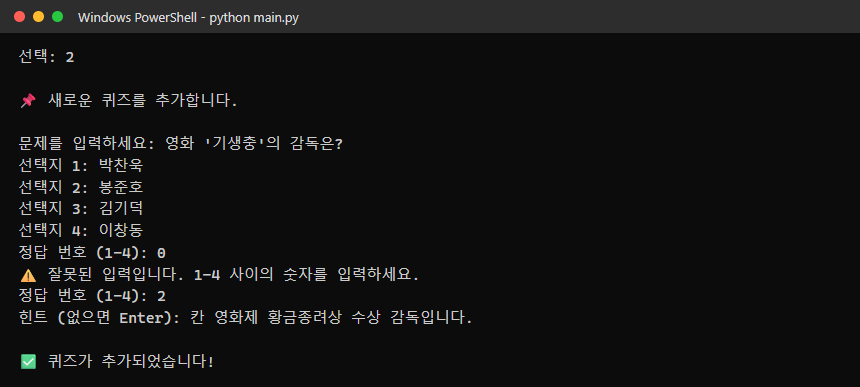 Windows PowerShell - python main.py
선택: 2
📌 새로운 퀴즈를 추가합니다.
문제를 입력하세요: 영화 '기생충'의 감독은?
선택지 1: 박찬욱
선택지 2: 봉준호
선택지 3: 김기덕
선택지 4: 이창동
정답 번호 (1-4): 0
⚠️ 잘못된 입력입니다. 1-4 사이의 숫자를 입력하세요.
정답 번호 (1-4): 2
힌트 (없으면 Enter): 칸 영화제 황금종려상 수상 감독입니다.
✅ 퀴즈가 추가되었습니다!